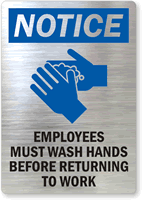 NOTICE
EMPLOYEES
MUST WASH HANDS
BEFORE RETURNING
TO WORK